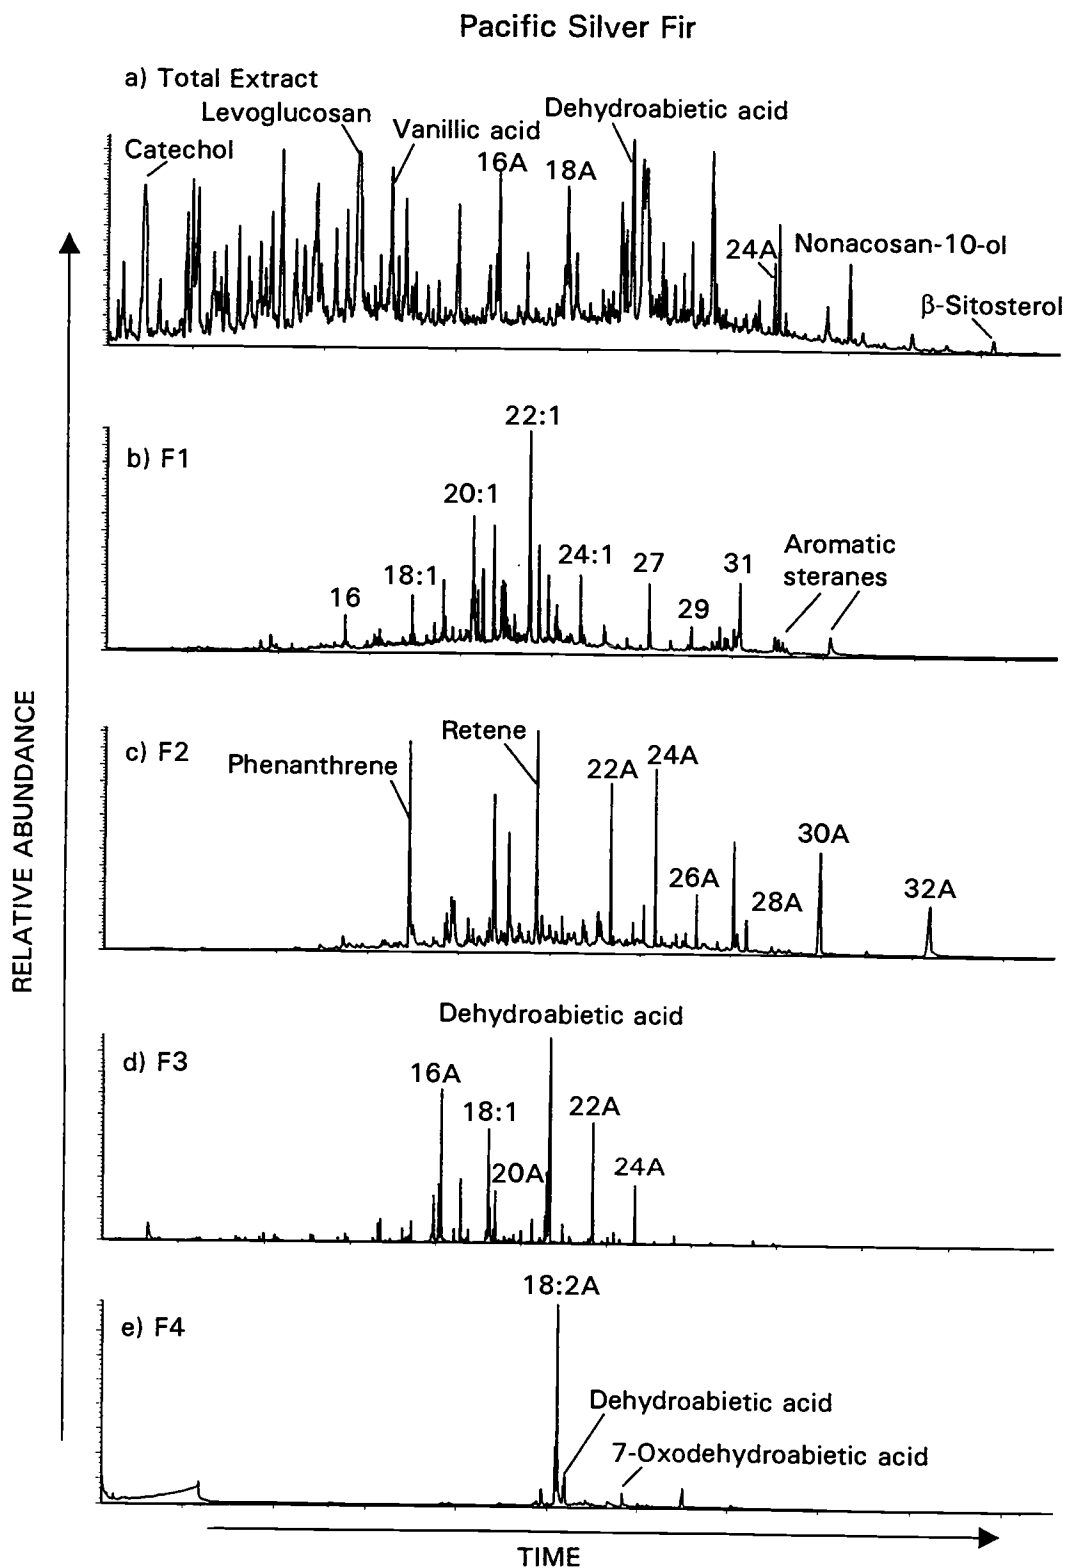 Pacific Silver Fir
a) Total Extract
Levoglucosan
Dehydroabietic acid
Vanillic acid
Catechol
16A
18A
24A
Nonacosan-10-ol
β-Sitosterol
22:1
b) F1
20:1
18:1
16
24:1
27
29
31
Aromatic
steranes
c) F2
Retene
Phenanthrene
22A
24A
26A
28A
30A
32A
Dehydroabietic acid
d) F3
16A
18:1
20A
22A
24A
18:2A
e) F4
Dehydroabietic acid
7-Oxodehydroabietic acid
RELATIVE ABUNDANCE
TIME